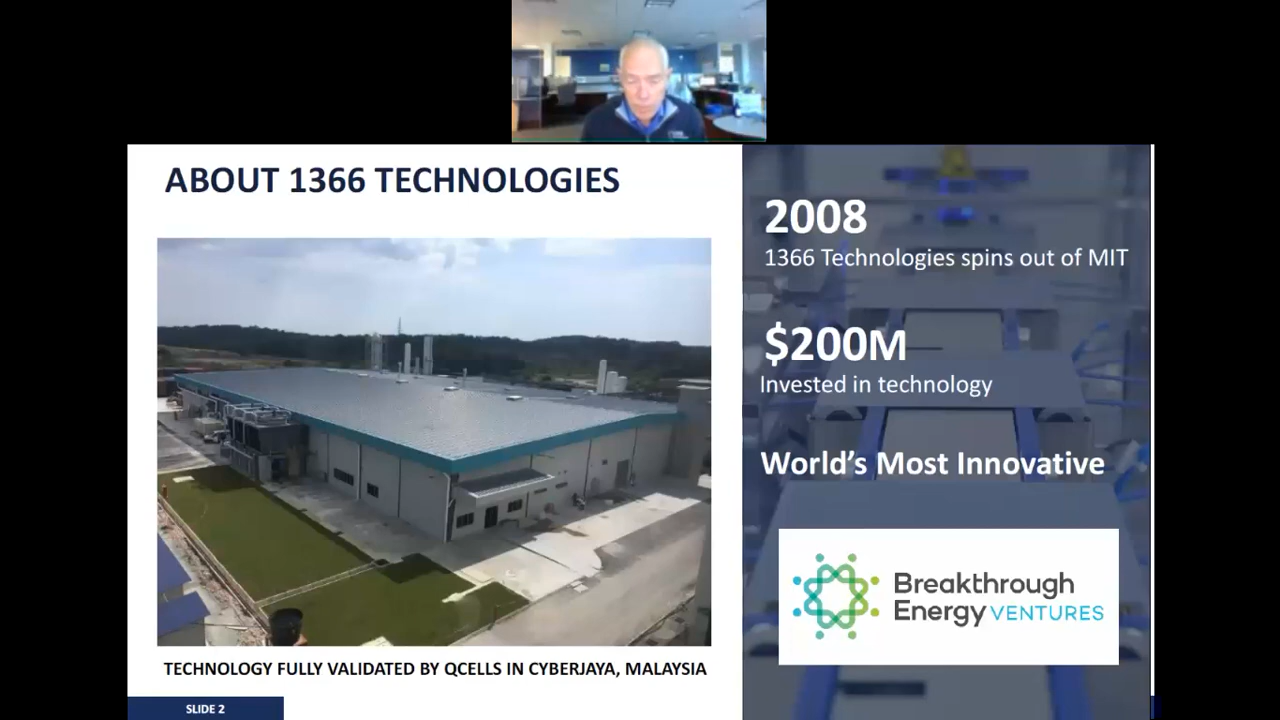 ABOUT 1366 TECHNOLOGIES
2008
1366 Technologies spins out of MIT
$200M
Invested in technology
World's Most Innovative
Breakthrough
Energy VENTURES
TECHNOLOGY FULLY VALIDATED BY QCELLS IN CYBERJAYA, MALAYSIA
SLIDE 2